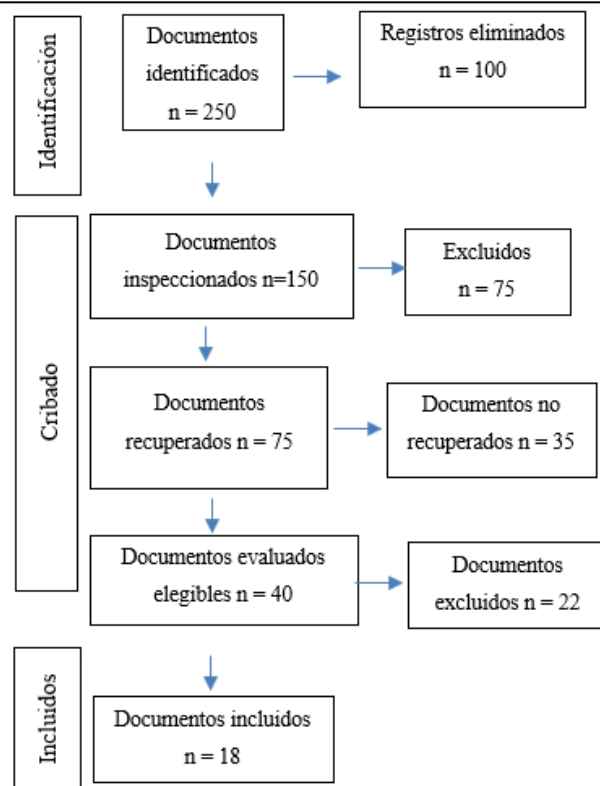 Identificación
Documentos
identificados
n = 250
Registros eliminados
n = 100
Cribado
Documentos
inspeccionados n=150
Excluidos
n = 75
Documentos
recuperados n = 75
Documentos no
recuperados n = 35
Documentos evaluados
elegibles n = 40
Documentos
excluidos n = 22
Incluidos
Documentos incluidos
n = 18